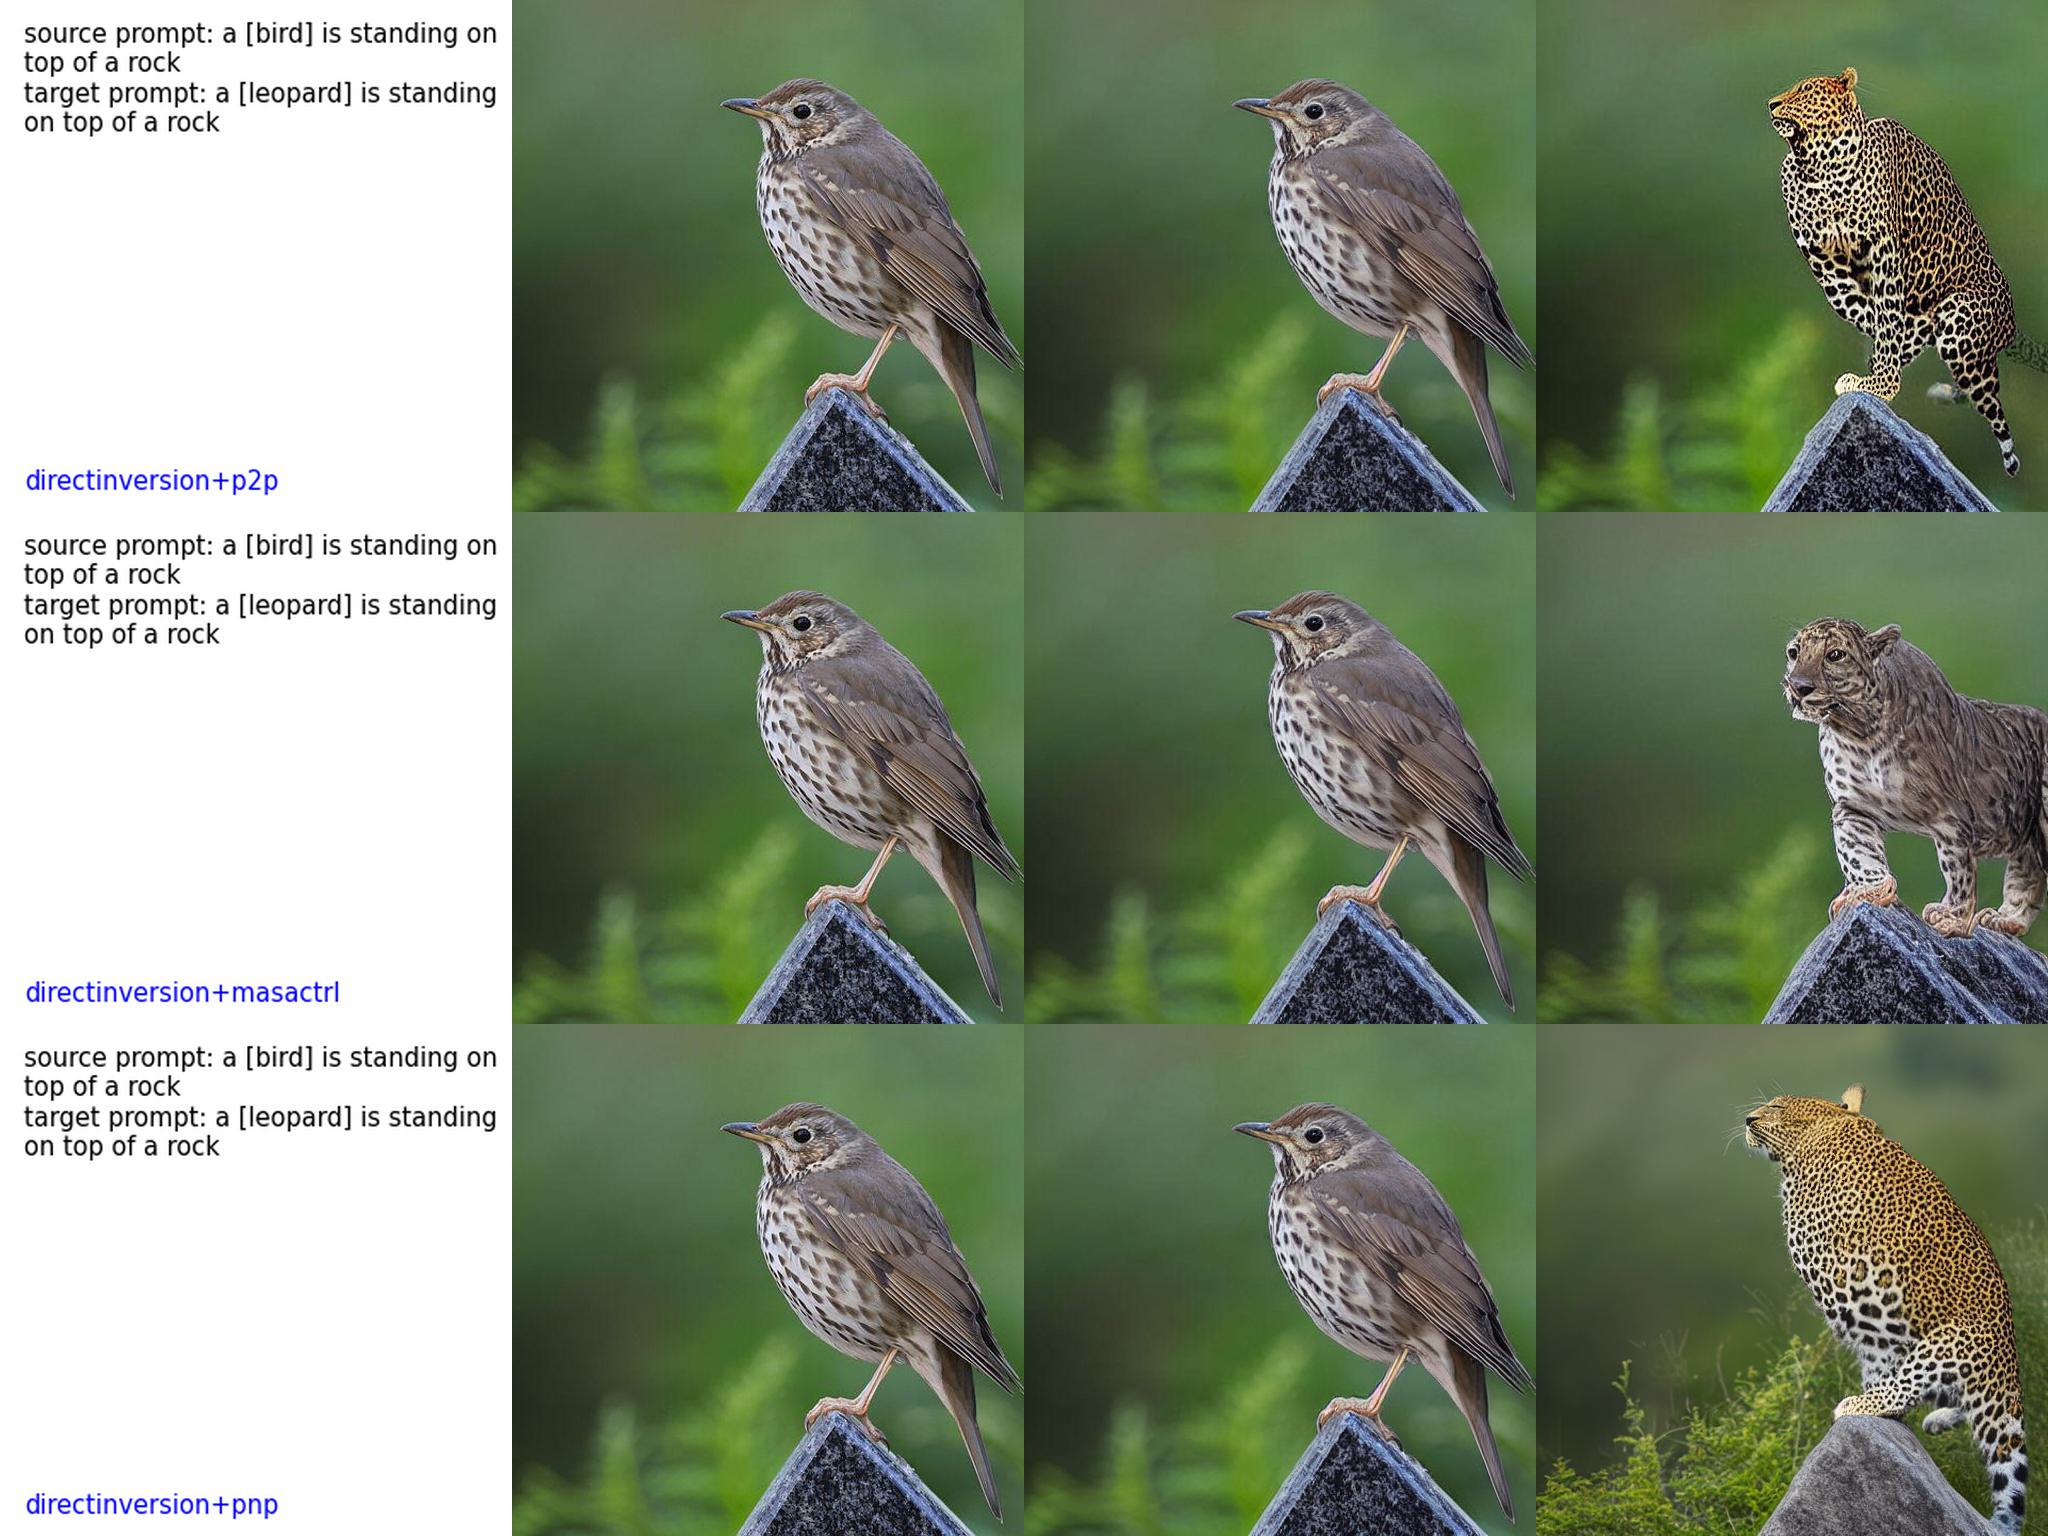 source prompt: a [bird] is standing on
top of a rock
target prompt: a [leopard] is standing
on top of a rock
directinversion+p2p
source prompt: a [bird] is standing on
top of a rock
target prompt: a [leopard] is standing
on top of a rock
directinversion+masactrl
source prompt: a [bird] is standing on
top of a rock
target prompt: a [leopard] is standing
on top of a rock
directinversion+pnp